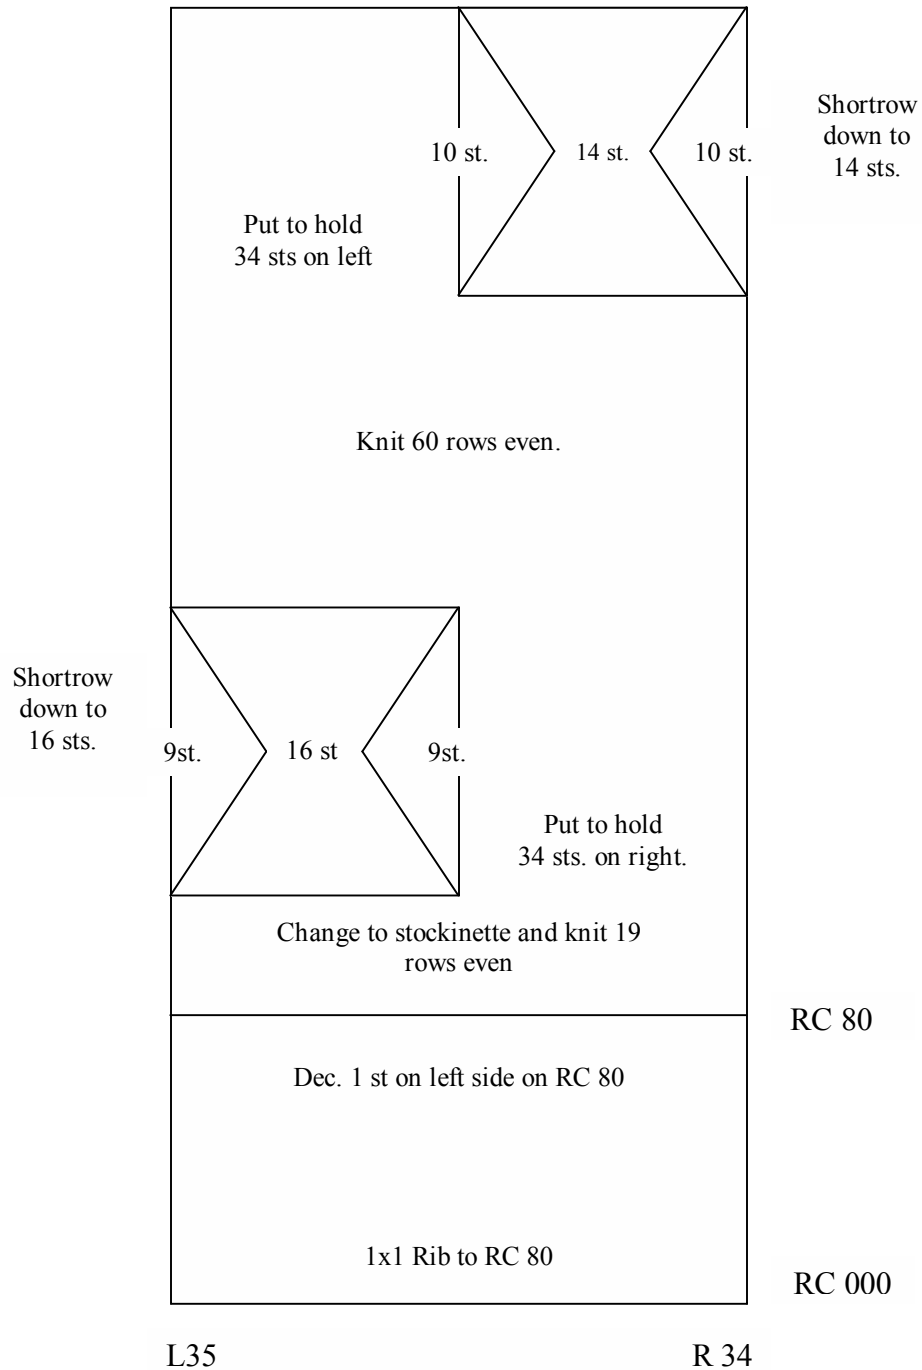 Shortrow
down to
14 sts.
10 st.
14 st.
10 st.
Put to hold
34 sts on left
Knit 60 rows even.
Shortrow
down to
16 sts.
9st.
16 st
9st.
Put to hold
34 sts. on right.
Change to stockinette and knit 19
rows even
RC 80
Dec. 1 st on left side on RC 80
1x1 Rib to RC 80
RC 000
L35
R 34